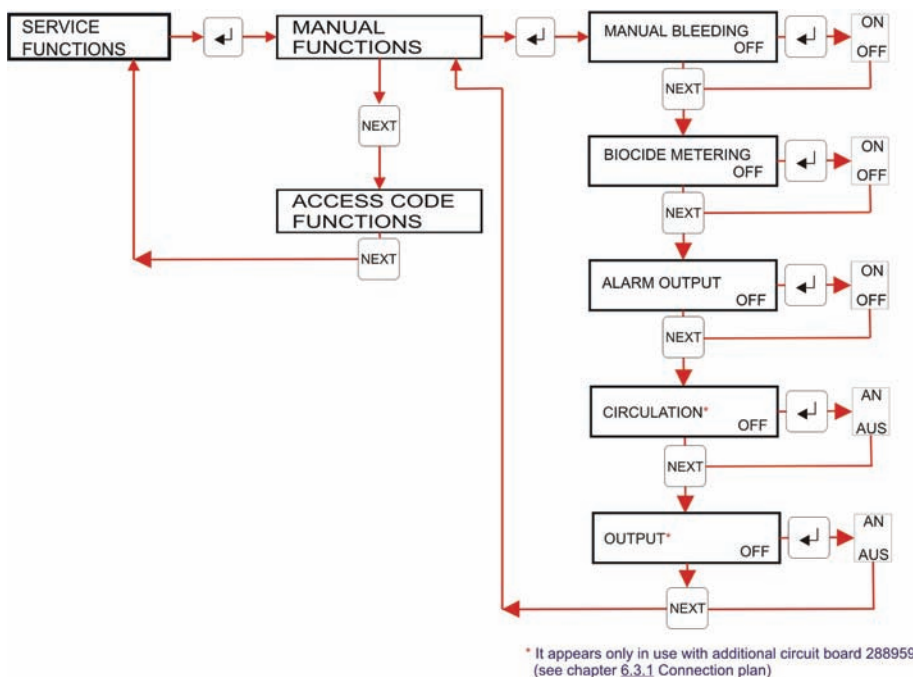 SERVICE
FUNCTIONS
MANUAL
FUNCTIONS
NEXT
ACCESS CODE
FUNCTIONS
NEXT
MANUAL BLEEDING
OFF
ON
OFF
NEXT
BIOCIDE METERING
OFF
ON
OFF
NEXT
ALARM OUTPUT
OFF
ON
OFF
NEXT
CIRCULATION*
OFF
AN
AUS
NEXT
OUTPUT*
OFF
AN
AUS
NEXT
* It appears only in use with additional circuit board 288959
(see chapter 6.3.1 Connection plan)